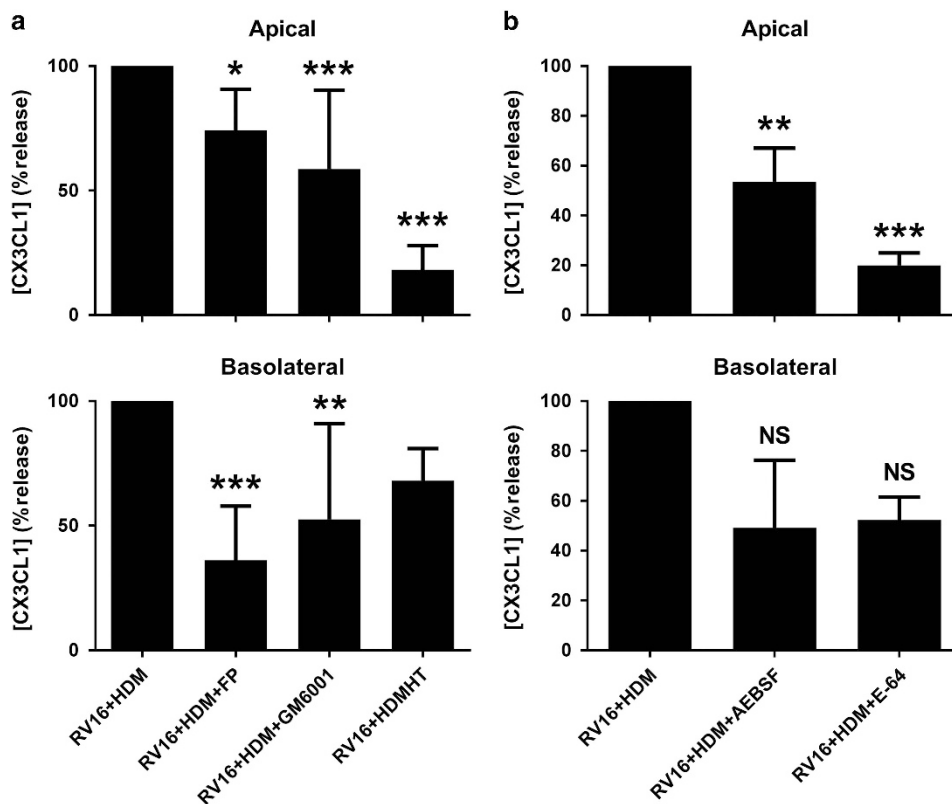 a
Apical
[CX3CL1] (%release)
100
50
0
*
***
***
Basolateral
[CX3CL1] (%release)
100
50
0
***
**
RV16+HDM
RV16+HDM+FP
RV16+HDM+GM6001
RV16+HDMHT
b
Apical
[CX3CL1] (%release)
100
80
60
40
20
0
**
***
Basolateral
[CX3CL1] (%release)
100
80
60
40
20
0
NS
NS
RV16+HDM
RV16+HDM+AEBSF
RV16+HDM+E-64